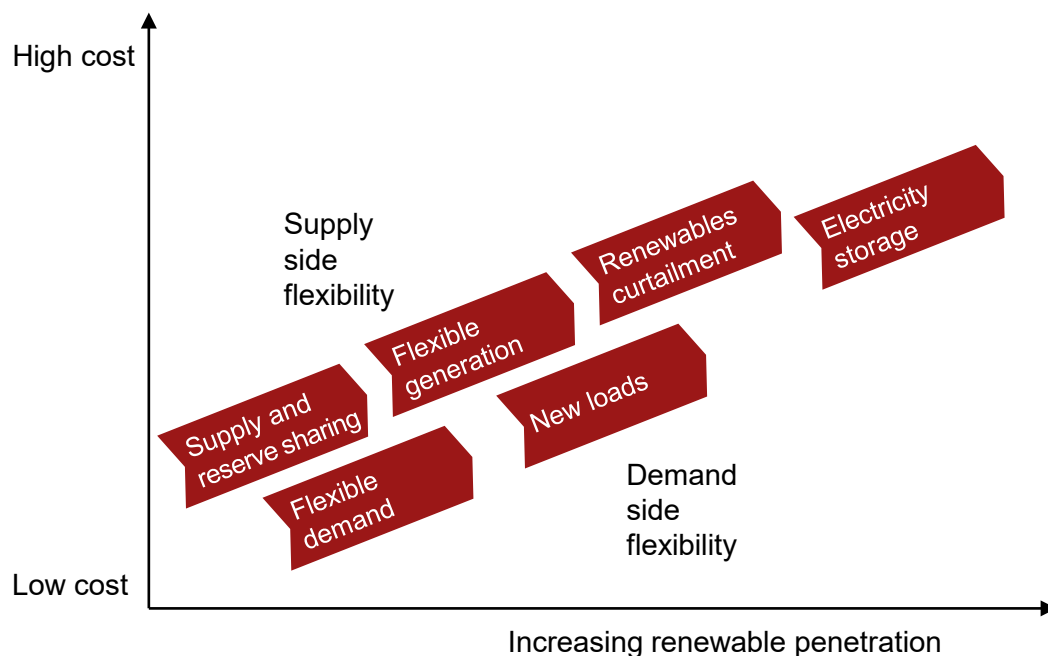 High cost
Supply
side
flexibility
Electricity
storage
Renewables
curtailment
Flexible
generation
New loads
Supply and
reserve sharing
Flexible
demand
Demand
side
flexibility
Low cost
Increasing renewable penetration